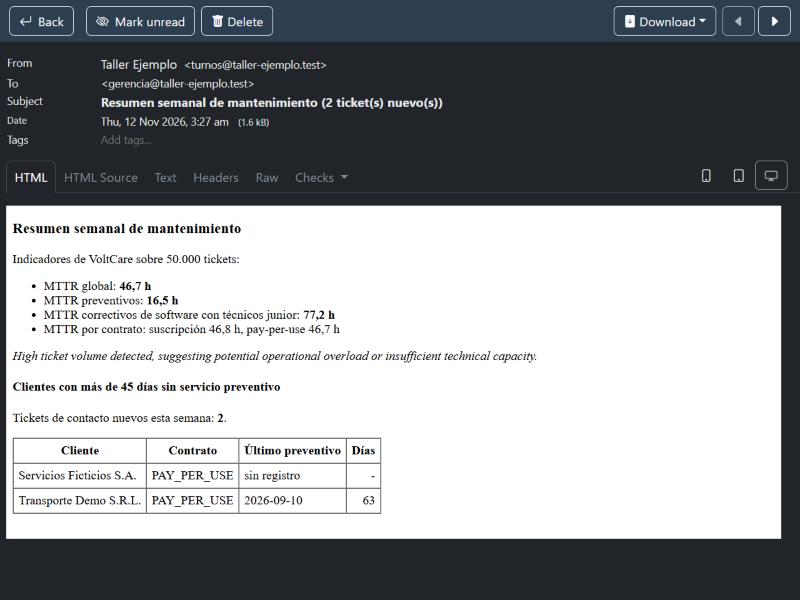 Back Mark unread Delete Download
From Taller Ejemplo <turnos@taller-ejemplo.test>
To <gerencia@taller-ejemplo.test>
Subject Resumen semanal de mantenimiento (2 ticket(s) nuevo(s))
Date Thu, 12 Nov 2026, 3:27 am (1.6 kB)
Tags Add tags...
HTML HTML Source Text Headers Raw Checks
Resumen semanal de mantenimiento
Indicadores de VoltCare sobre 50.000 tickets:
• MTTR global: 46,7 h
• MTTR preventivos: 16,5 h
• MTTR correctivos de software con técnicos junior: 77,2 h
• MTTR por contrato: suscripción 46,8 h, pay-per-use 46,7 h
High ticket volume detected, suggesting potential operational overload or insufficient technical capacity.
Clientes con más de 45 días sin servicio preventivo
Tickets de contacto nuevos esta semana: 2.
Cliente Contrato Último preventivo Días
Servicios Ficticios S.A. PAY_PER_USE sin registro -
Transporte Demo S.R.L. PAY_PER_USE 2026-09-10 63